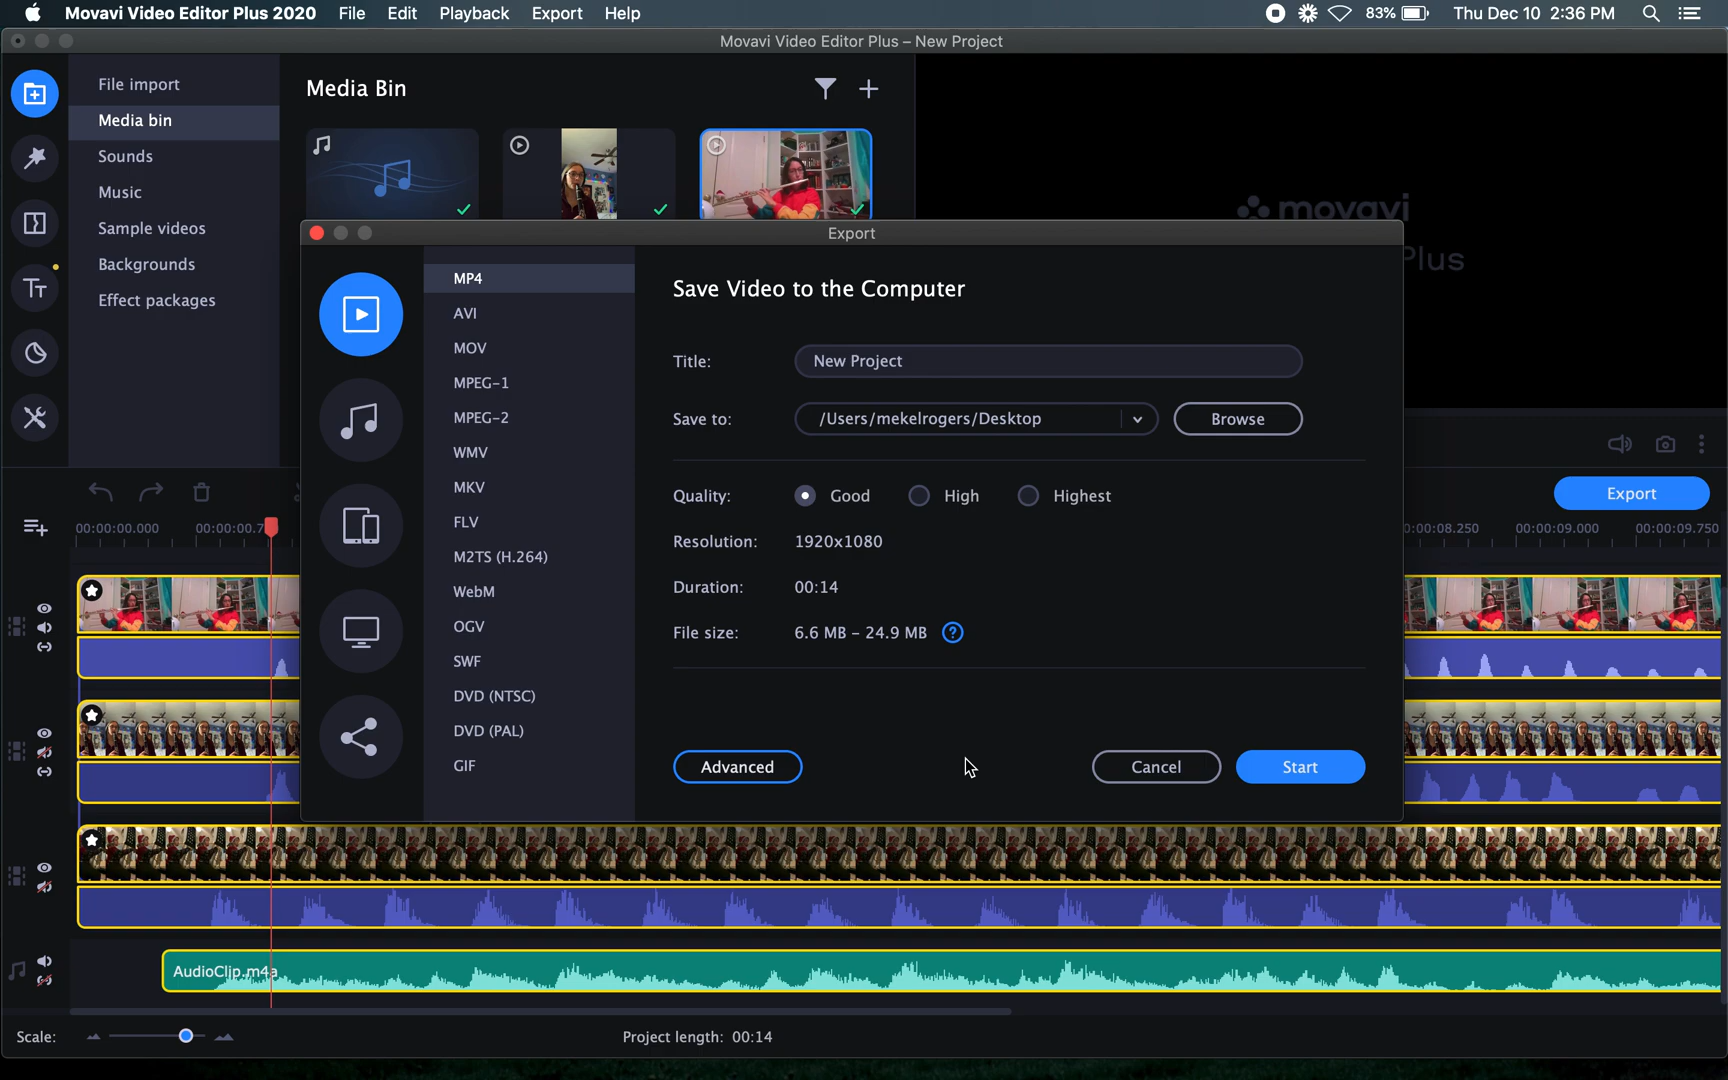 Movavi Video Editor Plus 2020 File Edit Playback Export Help 83% Thu Dec 10 2:36 PM
Movavi Video Editor Plus – New Project
File import
Media bin
Sounds
Music
Sample videos
Backgrounds
Effect packages
Media Bin
movavi
Plus
Export
MP4
AVI
MOV
MPEG-1
MPEG-2
WMV
MKV
FLV
M2TS (H.264)
WebM
OGV
SWF
DVD (NTSC)
DVD (PAL)
GIF
Save Video to the Computer
Title: New Project
Save to: /Users/mekelrogers/Desktop Browse
Quality: Good High Highest
Resolution: 1920x1080
Duration: 00:14
File size: 6.6 MB – 24.9 MB ?
Advanced Cancel Start
Export
00:00:00.000 00:00:00.7 0:00:08.250 00:00:09.000 00:00:09.750
AudioClip.m4a
Scale: Project length: 00:14